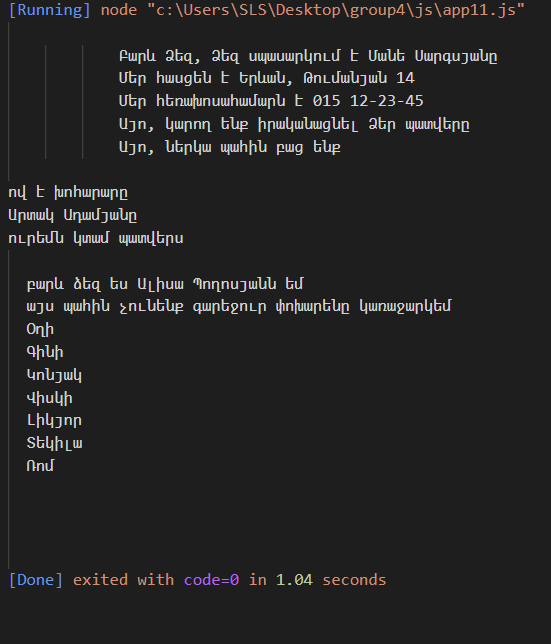 [Running] node "c:\Users\SLS\Desktop\group4\js\app11.js"
Բարև Ձեզ, Ձեզ սպասարկում է Մանե Սարգսյանը
Մեր հասցեն է Երևան, Թումանյան 14
Մեր հեռախոսահամարն է 015 12-23-45
Այո, կարող ենք իրականացնել Ձեր պատվերը
Այո, ներկա պահին բաց ենք
ով է խոհարարը
Արտակ Ադամյանը
ուրեմն կտամ պատվերս
բարև ձեզ ես Ալիսա Պողոսյանն եմ
այս պահին չունենք գարեջուր փոխարենը կառաջարկեմ
Օղի
Գինի
Կոնյակ
Վիսկի
Լիկյոր
Տեկիլա
Ռոմ
[Done] exited with code=0 in 1.04 seconds